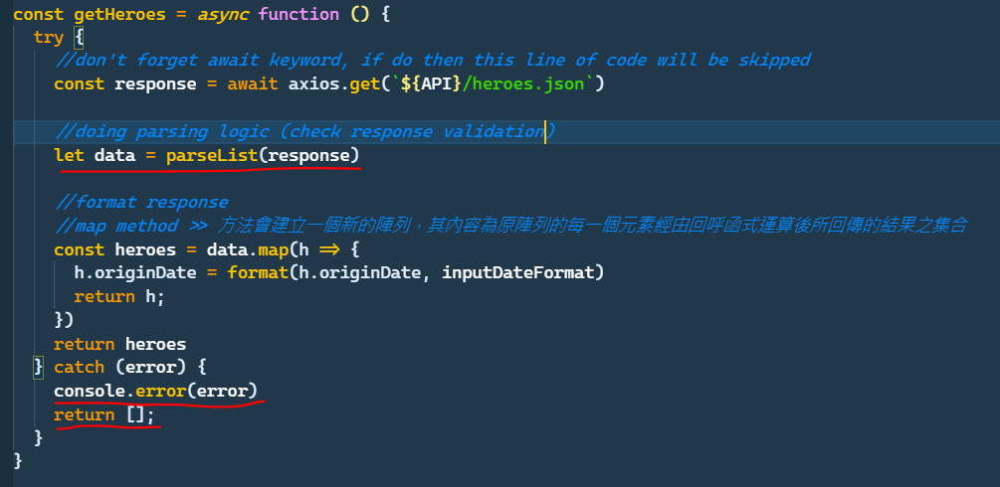 const getHeroes = async function () {
try {
//don't forget await keyword, if do then this line of code will be skipped
const response = await axios.get(`${API}/heroes.json`)
//doing parsing logic (check response validation)
let data = parseList(response)
//format response
//map method >> 方法會建立一個新的陣列，其內容為原陣列的每一個元素經由回呼函式運算後所回傳的結果之集合
const heroes = data.map(h => {
h.originDate = format(h.originDate, inputDateFormat)
return h;
})
return heroes
} catch (error) {
console.error(error)
return [];
}
}